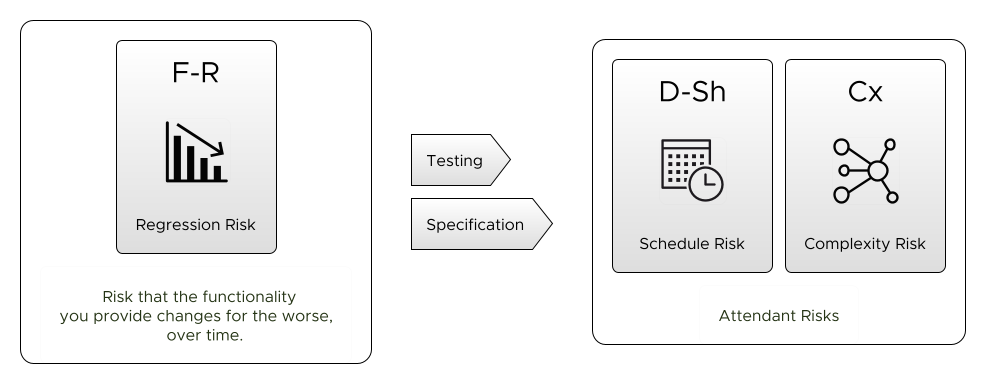 F-R
Regression Risk
Risk that the functionality
you provide changes for the worse,
over time.
Testing
Specification
D-Sh
Schedule Risk
Cx
Complexity Risk
Attendant Risks